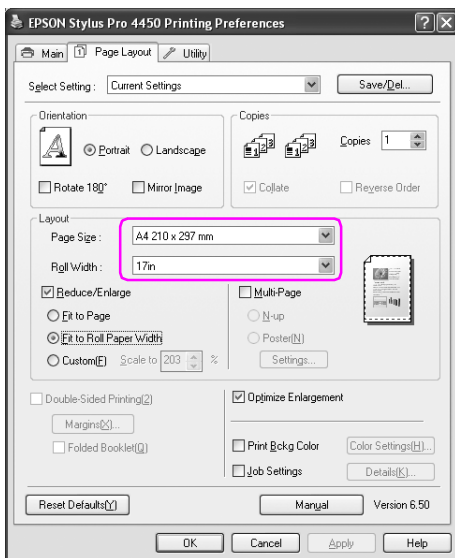 EPSON Stylus Pro 4450 Printing Preferences
Main Page Layout Utility
Select Setting : Current Settings Save/Del...
Orientation
Portrait Landscape
Rotate 180° Mirror Image
Copies
Copies 1
Collate Reverse Order
Layout
Page Size : A4 210 x 297 mm
Roll Width : 17in
Reduce/Enlarge
Fit to Page
Fit to Roll Paper Width
Custom(F) Scale to 203 %
Multi-Page
N-up
Poster(N)
Settings...
Double-Sided Printing(2)
Margins(X)...
Folded Booklet(Q)
Optimize Enlargement
Print Bckg Color Color Settings(H)...
Job Settings Details(K)...
Reset Defaults(Y) Manual Version 6.50
OK Cancel Apply Help